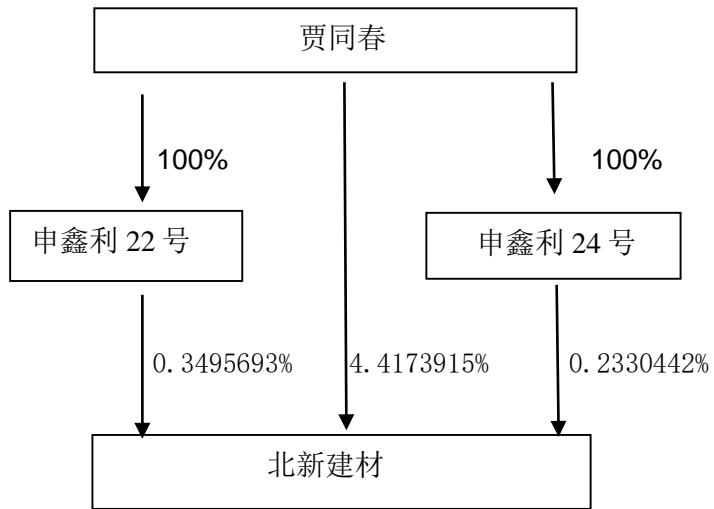 贾同春
100%
100%
申鑫利 22 号
申鑫利 24 号
0.3495693%
4.4173915%
0.2330442%
北新建材